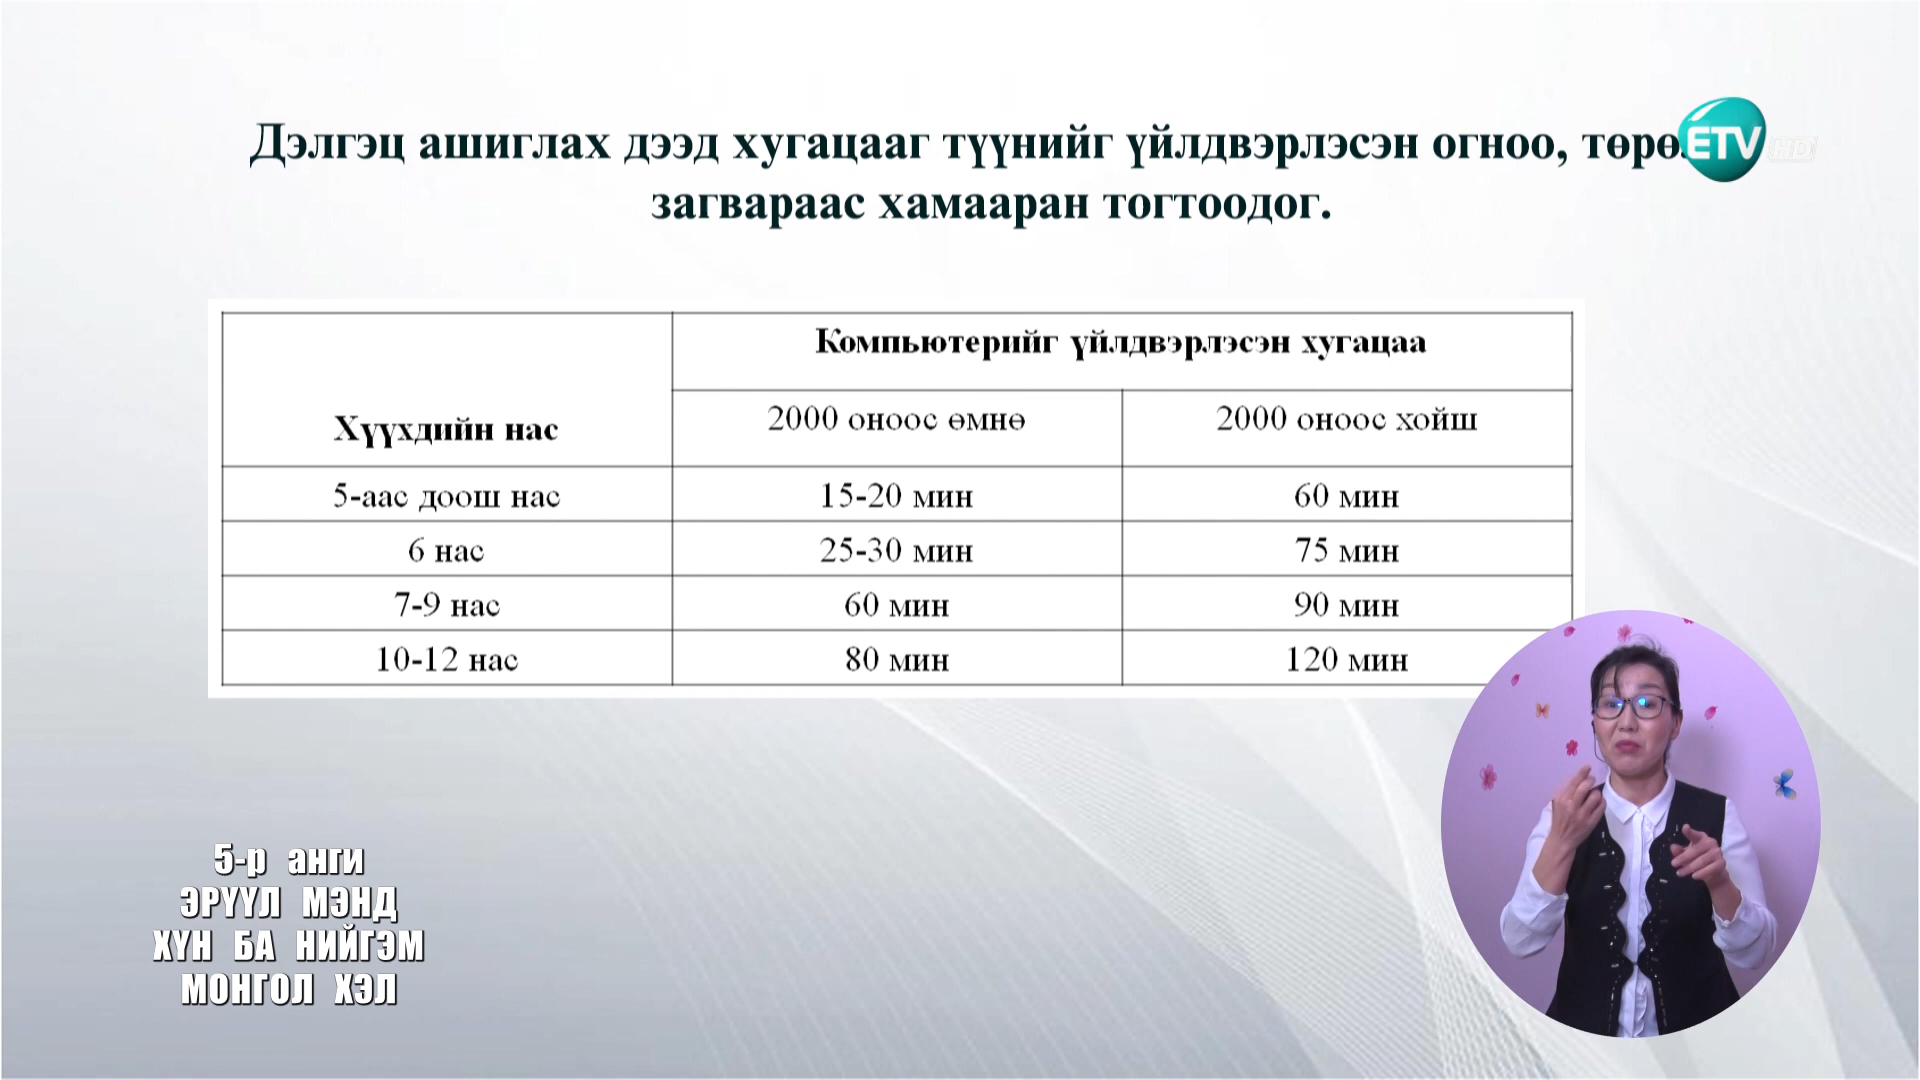 Дэлгэц ашиглах дээд хугацааг түүнийг үйлдвэрлэсэн огноо,
загвараас хамааран тогтоодог.
ETV HD
Компьютерийг үйлдвэрлэсэн хугацаа
Хүүхдийн нас
2000 оноос өмнө
2000 оноос хойш
5-аас доош нас
15-20 мин
60 мин
6 нас
25-30 мин
75 мин
7-9 нас
60 мин
90 мин
10-12 нас
80 мин
120 мин
5-р анги
ЭРҮҮЛ МЭНД
ХҮН БА НИЙГЭМ
МОНГОЛ ХЭЛ